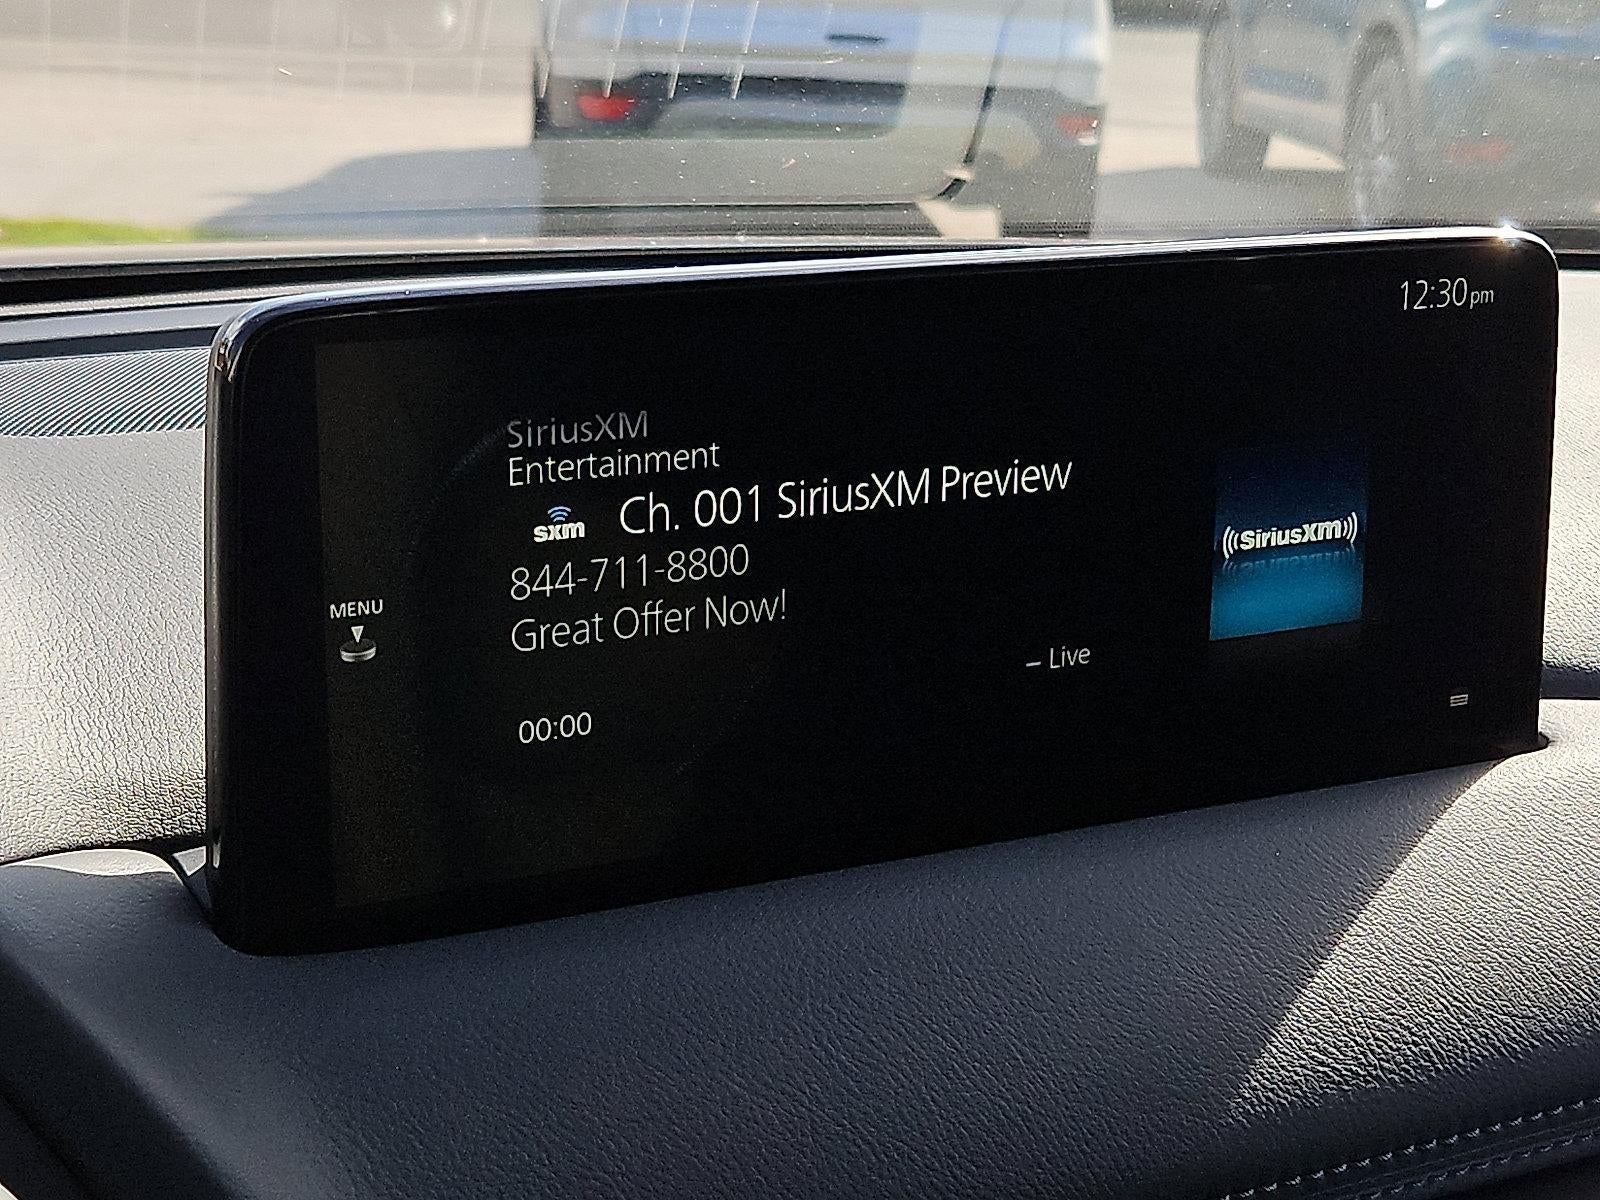 12:30pm
SiriusXM
Entertainment
sxm Ch. 001 SiriusXM Preview
844-711-8800
Great Offer Now!
MENU
((SiriusXM))
– Live
00:00